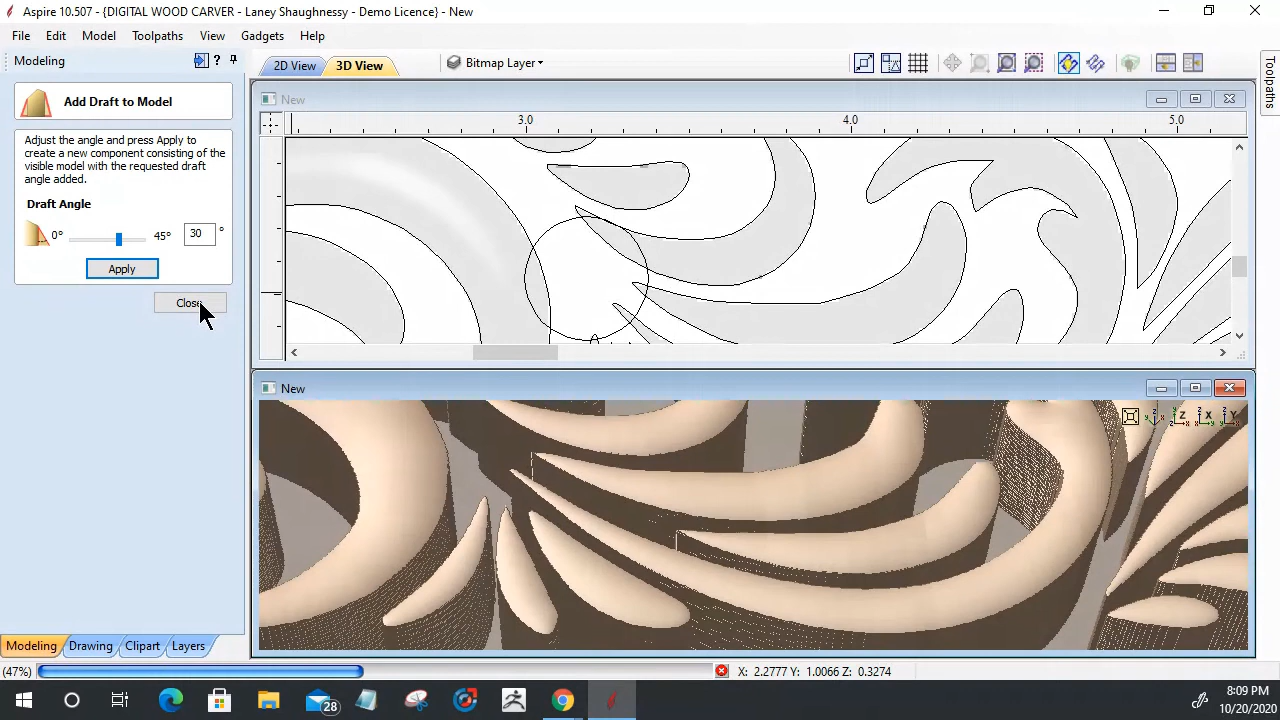 Aspire 10.507 - {DIGITAL WOOD CARVER - Laney Shaughnessy - Demo Licence} - New
File Edit Model Toolpaths View Gadgets Help
Modeling
2D View 3D View Bitmap Layer
Toolpaths
Add Draft to Model
Adjust the angle and press Apply to
create a new component consisting of the
visible model with the requested draft
angle added.
Draft Angle
0° 45° 30 °
Apply
Close
New
3.0 4.0 5.0
New
Z Z X Y
Modeling Drawing Clipart Layers
(47%) X: 2.2777 Y: 1.0066 Z: 0.3274
28
8:09 PM
10/20/2020